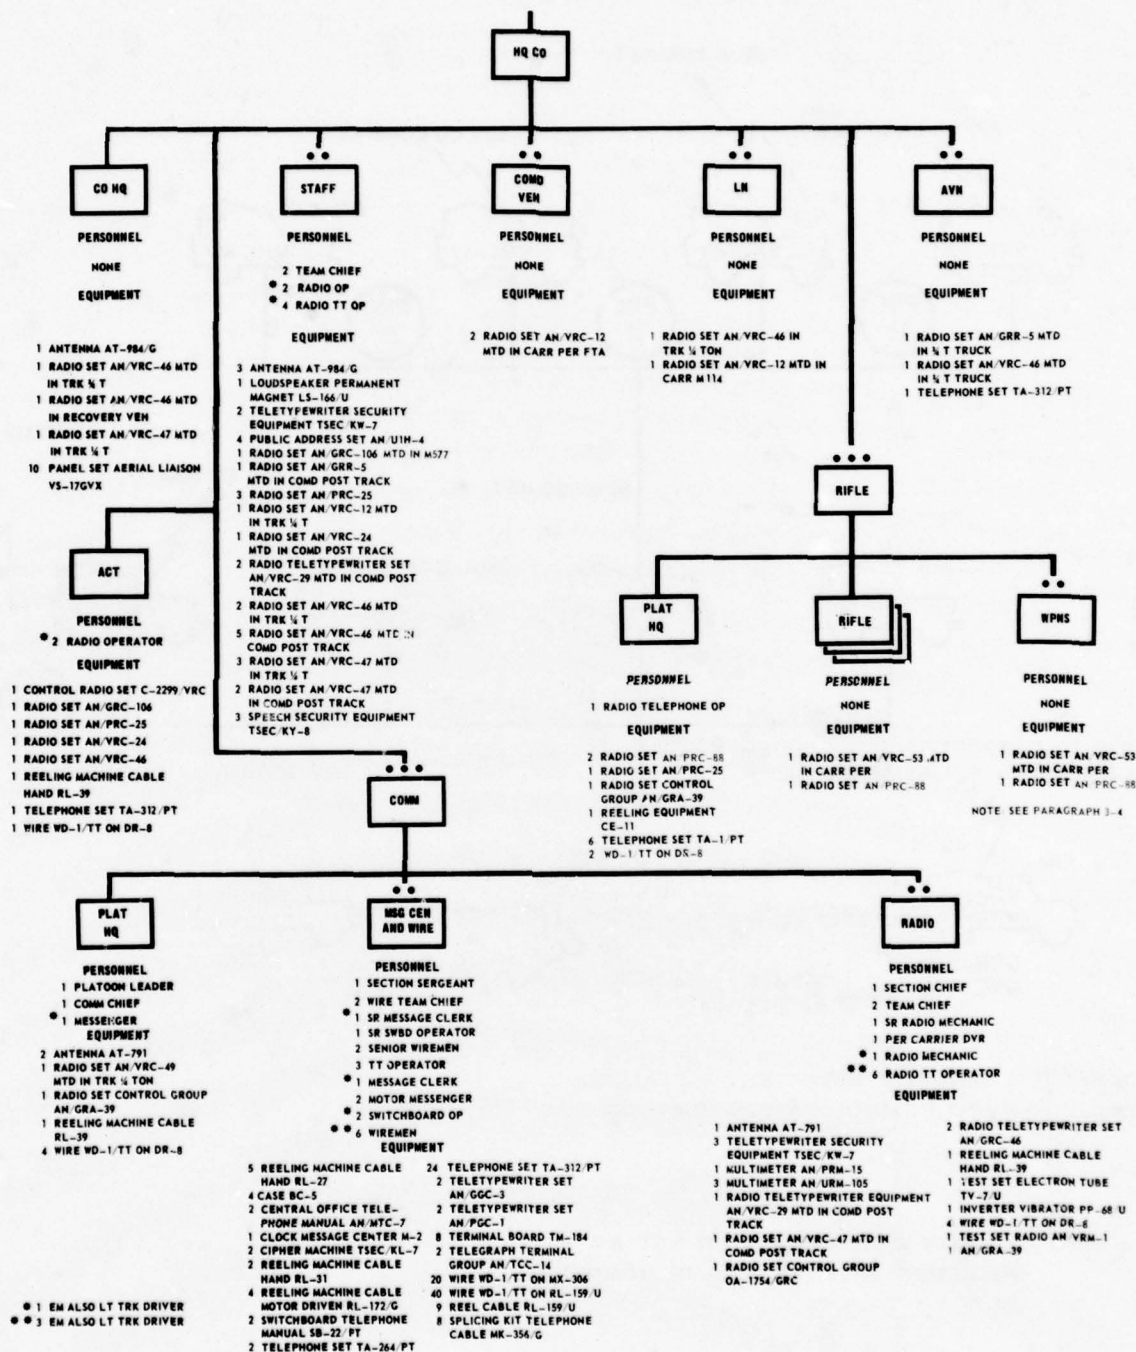 HQ CO
CO HQ
PERSONNEL
NONE
EQUIPMENT
1 ANTENNA AT-984/G
1 RADIO SET AN/VRC-46 MTD
IN TRK ¾ T
1 RADIO SET AN/VRC-46 MTD
IN RECOVERY VEH
1 RADIO SET AN/VRC-47 MTD
IN TRK ¼ T
10 PANEL SET AERIAL LIAISON
VS-17GVX
STAFF
PERSONNEL
2 TEAM CHIEF
* 2 RADIO OP
* 4 RADIO TT OP
EQUIPMENT
3 ANTENNA AT-984/G
1 LOUDSPEAKER PERMANENT
MAGNET LS-166/U
2 TELETYPEWRITER SECURITY
EQUIPMENT TSEC/KW-7
4 PUBLIC ADDRESS SET AN/UIH-4
1 RADIO SET AN/GRC-106 MTD IN M577
1 RADIO SET AN/GRR-5
MTD IN COMD POST TRACK
3 RADIO SET AN/PRC-25
1 RADIO SET AN/VRC-12 MTD
IN TRK ¼ T
1 RADIO SET AN/VRC-24
MTD IN COMD POST TRACK
2 RADIO TELETYPEWRITER SET
AN/VRC-29 MTD IN COMD POST
TRACK
2 RADIO SET AN/VRC-46 MTD
IN TRK ¼ T
5 RADIO SET AN/VRC-46 MTD IN
COMD POST TRACK
3 RADIO SET AN/VRC-47 MTD
IN TRK ¼ T
2 RADIO SET AN/VRC-47 MTD
IN COMD POST TRACK
3 SPEECH SECURITY EQUIPMENT
TSEC/KY-8
COMD
VEH
PERSONNEL
NONE
EQUIPMENT
2 RADIO SET AN/VRC-12
MTD IN CARR PER FTA
LN
PERSONNEL
NONE
EQUIPMENT
1 RADIO SET AN/VRC-46 IN
TRK ¼ TON
1 RADIO SET AN/VRC-12 MTD IN
CARR M114
AVN
PERSONNEL
NONE
EQUIPMENT
1 RADIO SET AN/GRR-5 MTD
IN ¾ T TRUCK
1 RADIO SET AN/VRC-46 MTD
IN ¾ T TRUCK
1 TELEPHONE SET TA-312/PT
ACT
PERSONNEL
* 2 RADIO OPERATOR
EQUIPMENT
1 CONTROL RADIO SET C-2299/VRC
1 RADIO SET AN/GRC-106
1 RADIO SET AN/PRC-25
1 RADIO SET AN/VRC-24
1 RADIO SET AN/VRC-46
1 REELING MACHINE CABLE
HAND RL-39
1 TELEPHONE SET TA-312/PT
1 WIRE WD-1/TT ON DR-8
RIFLE
PLAT
HQ
PERSONNEL
1 RADIO TELEPHONE OP
EQUIPMENT
2 RADIO SET AN PRC-88
1 RADIO SET AN/PRC-25
1 RADIO SET CONTROL
GROUP AN/GRA-39
1 REELING EQUIPMENT
CE-11
6 TELEPHONE SET TA-1/PT
2 WD-1 TT ON DR-8
RIFLE
PERSONNEL
NONE
EQUIPMENT
1 RADIO SET AN/VRC-53 MTD
IN CARR PER
1 RADIO SET AN PRC-88
WPNS
PERSONNEL
NONE
EQUIPMENT
1 RADIO SET AN VRC-53
MTD IN CARR PER
1 RADIO SET AN PRC-88
NOTE: SEE PARAGRAPH 3-4
COMM
PLAT
HQ
PERSONNEL
1 PLATOON LEADER
1 COMM CHIEF
* 1 MESSENGER
EQUIPMENT
2 ANTENNA AT-791
1 RADIO SET AN/VRC-49
MTD IN TRK ¼ TON
1 RADIO SET CONTROL GROUP
AN/GRA-39
1 REELING MACHINE CABLE
RL-39
4 WIRE WD-1/TT ON DR-8
MSG CEN
AND WIRE
PERSONNEL
1 SECTION SERGEANT
2 WIRE TEAM CHIEF
* 1 SR MESSAGE CLERK
1 SR SWBD OPERATOR
2 SENIOR WIREMEN
3 TT OPERATOR
* 1 MESSAGE CLERK
2 MOTOR MESSENGER
* 2 SWITCHBOARD OP
* * 6 WIREMEN
EQUIPMENT
5 REELING MACHINE CABLE
HAND RL-27
4 CASE BC-5
2 CENTRAL OFFICE TELE-
PHONE MANUAL AN/MTC-7
1 CLOCK MESSAGE CENTER M-2
2 CIPHER MACHINE TSEC/KL-7
2 REELING MACHINE CABLE
HAND RL-31
4 REELING MACHINE CABLE
MOTOR DRIVEN RL-172/G
2 SWITCHBOARD TELEPHONE
MANUAL SB-22/PT
2 TELEPHONE SET TA-264/PT
24 TELEPHONE SET TA-312/PT
2 TELETYPEWRITER SET
AN/GGC-3
2 TELETYPEWRITER SET
AN/PGC-1
8 TERMINAL BOARD TM-184
2 TELEGRAPH TERMINAL
GROUP AN/TCC-14
20 WIRE WD-1/TT ON MX-306
40 WIRE WD-1/TT ON RL-159/U
9 REEL CABLE RL-159/U
8 SPLICING KIT TELEPHONE
CABLE MK-356/G
RADIO
PERSONNEL
1 SECTION CHIEF
2 TEAM CHIEF
1 SR RADIO MECHANIC
1 PER CARRIER DVR
* 1 RADIO MECHANIC
* * 6 RADIO TT OPERATOR
EQUIPMENT
1 ANTENNA AT-791
3 TELETYPEWRITER SECURITY
EQUIPMENT TSEC/KW-7
1 MULTIMETER AN/PRM-15
3 MULTIMETER AN/URM-105
1 RADIO TELETYPEWRITER EQUIPMENT
AN/VRC-29 MTD IN COMD POST
TRACK
1 RADIO SET AN/VRC-47 MTD IN
COMD POST TRACK
1 RADIO SET CONTROL GROUP
OA-1754/GRC
2 RADIO TELETYPEWRITER SET
AN/GRC-46
1 REELING MACHINE CABLE
HAND RL-39
1 TEST SET ELECTRON TUBE
TV-7/U
1 INVERTER VIBRATOR PP-68 U
4 WIRE WD-1/TT ON DR-8
1 TEST SET RADIO AN VRM-1
1 AN/GRA-39
* 1 EM ALSO LT TRK DRIVER
* * 3 EM ALSO LT TRK DRIVER